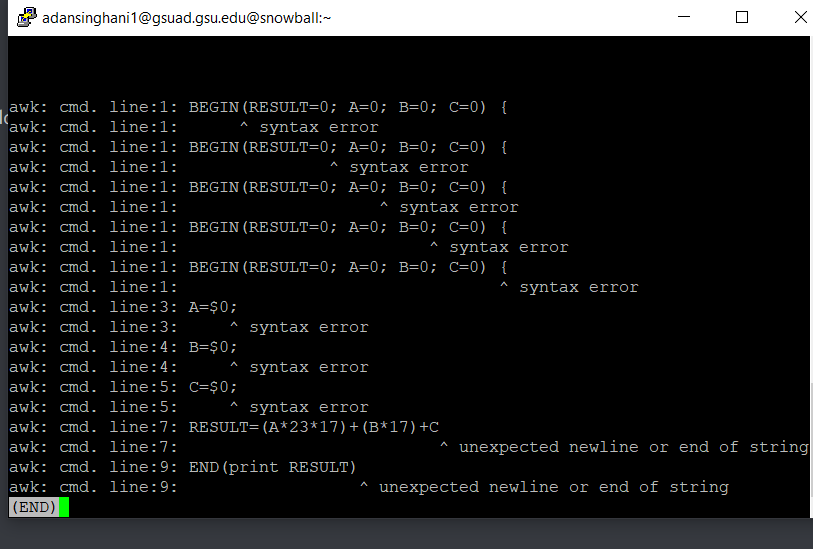 adansinghani1@gsuad.gsu.edu@snowball:~
awk: cmd. line:1: BEGIN(RESULT=0; A=0; B=0; C=0) {
awk: cmd. line:1:      ^ syntax error
awk: cmd. line:1: BEGIN(RESULT=0; A=0; B=0; C=0) {
awk: cmd. line:1:               ^ syntax error
awk: cmd. line:1: BEGIN(RESULT=0; A=0; B=0; C=0) {
awk: cmd. line:1:                    ^ syntax error
awk: cmd. line:1: BEGIN(RESULT=0; A=0; B=0; C=0) {
awk: cmd. line:1:                         ^ syntax error
awk: cmd. line:1: BEGIN(RESULT=0; A=0; B=0; C=0) {
awk: cmd. line:1:                                ^ syntax error
awk: cmd. line:3: A=$0;
awk: cmd. line:3:     ^ syntax error
awk: cmd. line:4: B=$0;
awk: cmd. line:4:     ^ syntax error
awk: cmd. line:5: C=$0;
awk: cmd. line:5:     ^ syntax error
awk: cmd. line:7: RESULT=(A*23*17)+(B*17)+C
awk: cmd. line:7:                          ^ unexpected newline or end of string
awk: cmd. line:9: END(print RESULT)
awk: cmd. line:9:                  ^ unexpected newline or end of string
(END)